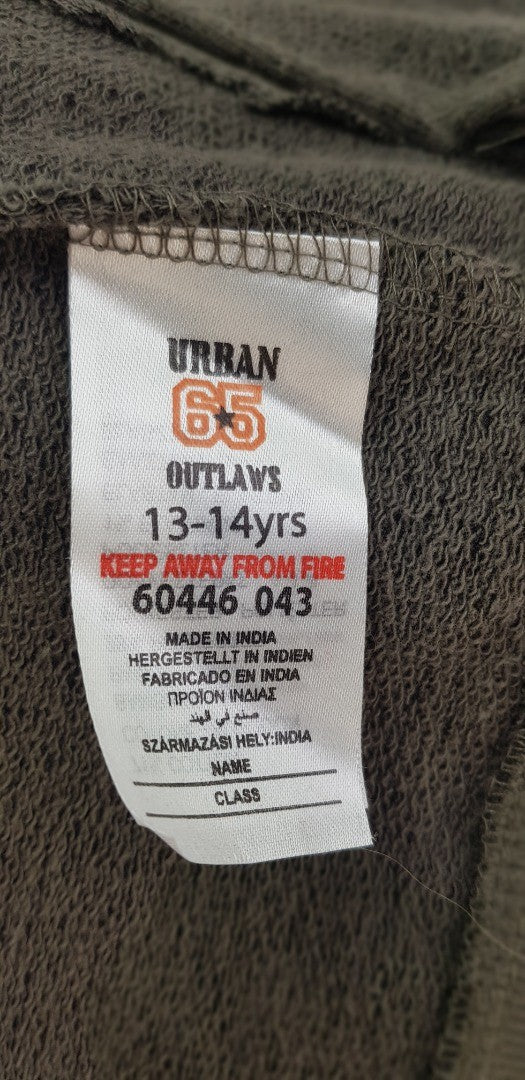 URBAN
65
OUTLAWS
13-14yrs
KEEP AWAY FROM FIRE
60446 043
MADE IN INDIA
HERGESTELLT IN INDIEN
FABRICADO EN INDIA
ΠΡΟΪΟΝ ΙΝΔΙΑΣ
صنع في الهند
SZÁRMAZÁSI HELY:INDIA
NAME
CLASS